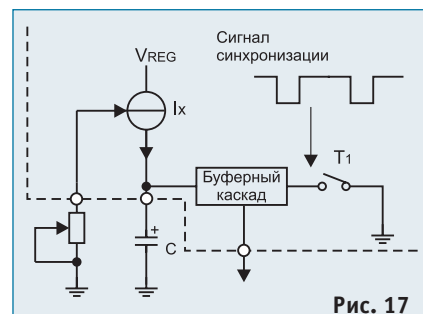 Сигнал
синхронизации
VREG
Ix
T1
Буферный
каскад
+
C
Рис. 17